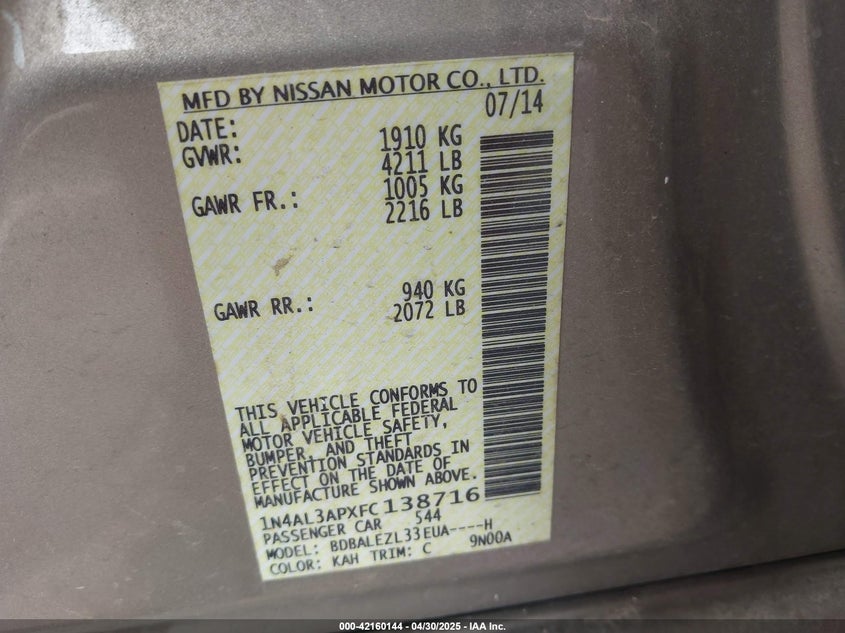 MFD BY NISSAN MOTOR CO., LTD.
DATE: 07/14
GVWR: 1910 KG
4211 LB
GAWR FR.: 1005 KG
2216 LB
GAWR RR.: 940 KG
2072 LB
THIS VEHICLE CONFORMS TO
ALL APPLICABLE FEDERAL
MOTOR VEHICLE SAFETY,
BUMPER, AND THEFT
PREVENTION STANDARDS IN
EFFECT ON THE DATE OF
MANUFACTURE SHOWN ABOVE.
1N4AL3APXFC138716
PASSENGER CAR 544
MODEL: BDBALEZL33EUA----H
COLOR: KAH TRIM: C 9N00A
000-42160144 - 04/30/2025 - IAA Inc.